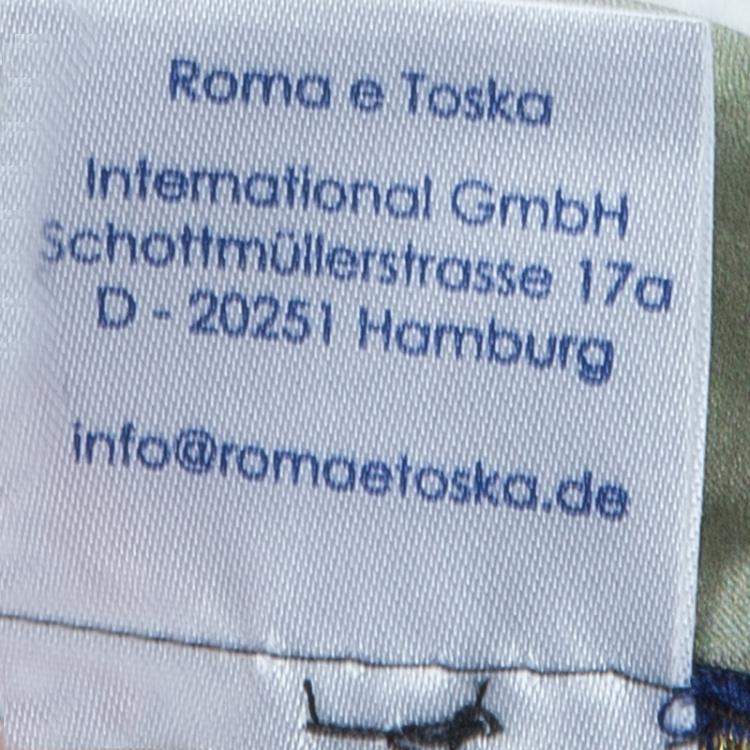 Roma e Toska
International GmbH
Schottmüllerstrasse 17a
D - 20251 Hamburg
info@romaetoska.de